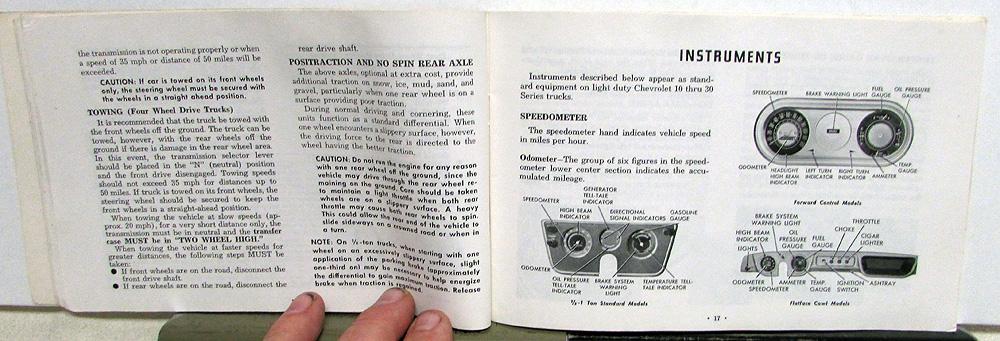 the transmission is not operating properly or when
a speed of 35 mph or distance of 50 miles will be
exceeded.
CAUTION: If car is towed on its front wheels
only, the steering wheel must be secured with
the wheels in a straight ahead position.
TOWING (Four Wheel Drive Trucks)
It is recommended that the truck be towed with
the front wheels off the ground. The truck can be
towed, however, with the rear wheels off the
ground if there is damage in the rear wheel area.
In this event, the transmission selector lever
should be placed in the "N" (neutral) position
and the front drive disengaged. Towing speeds
should not exceed 35 mph for distances up to
50 miles. If truck is towed on its front wheels, the
steering wheel should be secured to keep the
front wheels in a straight-ahead position.
When towing the vehicle at slow speeds (ap-
prox. 20 mph), for a very short distance only, the
transmission must be in neutral and the transfer
case MUST be in "TWO WHEEL HIGH."
When towing the vehicle at faster speeds for
greater distances, the following steps MUST be
taken:
● If front wheels are on the road, disconnect the
front drive shaft.
● If rear wheels are on the road, disconnect the
rear drive shaft.
POSITRACTION AND NO SPIN REAR AXLE
The above axles, optional at extra cost, provide
additional traction on snow, ice, mud, sand, and
gravel, particularly when one rear wheel is on a
surface providing poor traction.
During normal driving and cornering, these
units function as a standard differential. When
one wheel encounters a slippery surface, however,
the driving force to the rear is directed to the
wheel having the better traction.
CAUTION: Do not run the engine for any reason
with one rear wheel off the ground, since the
vehicle may drive through the rear wheel re-
maining on the ground. Care should be taken
to maintain a light throttle when both rear
wheels are on a slippery surface. A heavy
throttle may cause both rear wheels to spin.
This could allow the rear end of the vehicle to
slide sideways on a crowned road or when in
a turn.
NOTE: On ½-ton trucks, when starting with one
wheel on an excessively slippery surface, slight
application of the parking brake (approximately
one-third on) may be necessary to help energize
the differential to gain maximum traction. Release
brake when traction is regained.
INSTRUMENTS
Instruments described below appear as stand-
ard equipment on light duty Chevrolet 10 thru 30
Series trucks.
SPEEDOMETER
The speedometer hand indicates vehicle speed
in miles per hour.
Odometer—The group of six figures in the speed-
ometer lower center section indicates the accu-
mulated mileage.
GENERATOR
TELL-TALE
INDICATOR
SPEEDOMETER
HIGH BEAM
INDICATOR
DIRECTIONAL
SIGNAL INDICATORS
GASOLINE
GAUGE
ODOMETER
OIL PRESSURE
TELL-TALE
INDICATOR
BRAKE SYSTEM
WARNING
LIGHT
TEMPERATURE TELL-
TALE INDICATOR
½-1 Ton Standard Models
SPEEDOMETER
BRAKE WARNING LIGHT
FUEL
GAUGE
OIL PRESSURE
GAUGE
ODOMETER
HEADLIGHT
HIGH BEAM
INDICATOR
LEFT TURN
INDICATOR
RIGHT TURN
INDICATOR
AMMETER
TEMP.
GAUGE
Forward Control Models
BRAKE SYSTEM
WARNING
LIGHT
HIGH BEAM
INDICATOR
LIGHTS
OIL
PRESSURE
GAUGE
FUEL
GAUGE
CHOKE
THROTTLE
CIGAR
LIGHTER
ODOMETER
SPEEDOMETER
AMMETER
TEMP.
GAUGE
IGNITION
SWITCH
ASHTRAY
Flatface Cowl Models
• 17 •